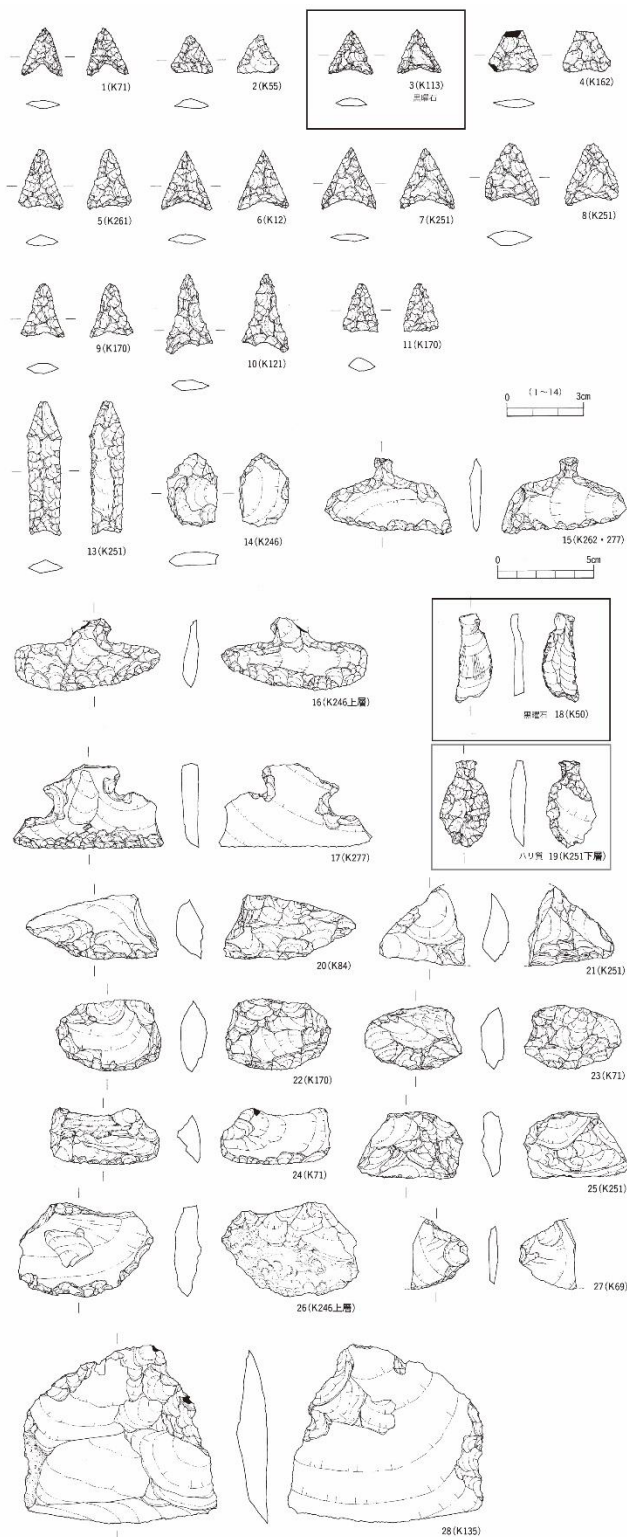 1(K71)
2(K55)
3(K113)
黒曜石
4(K162)
5(K261)
6(K12)
7(K251)
8(K251)
9(K170)
10(K121)
11(K170)
(1～14)
0 3cm
13(K251)
14(K246)
15(K262・277)
0 5cm
16(K246上層)
黒耀石 18(K50)
17(K277)
ハリ質 19(K251下層)
20(K84)
21(K251)
22(K170)
23(K71)
24(K71)
25(K251)
26(K246上層)
27(K69)
28(K135)